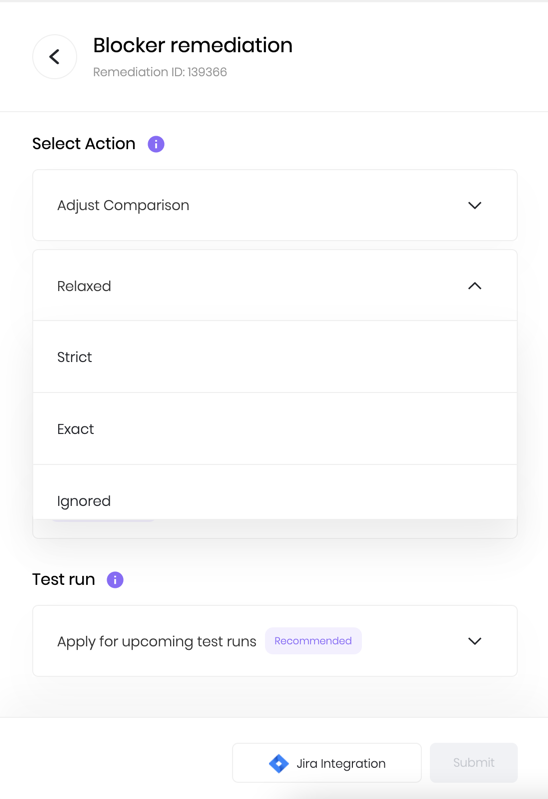 Blocker remediation
Remediation ID: 139366
Select Action
Adjust Comparison
Relaxed
Strict
Exact
Ignored
Test run
Apply for upcoming test runs Recommended
Jira Integration Submit